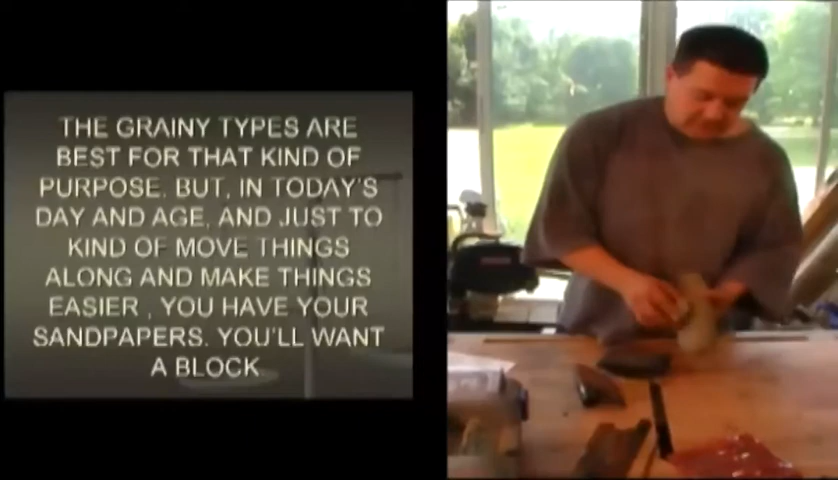 THE GRAINY TYPES ARE
BEST FOR THAT KIND OF
PURPOSE. BUT, IN TODAY'S
DAY AND AGE, AND JUST TO
KIND OF MOVE THINGS
ALONG AND MAKE THINGS
EASIER , YOU HAVE YOUR
SANDPAPERS. YOU'LL WANT
A BLOCK